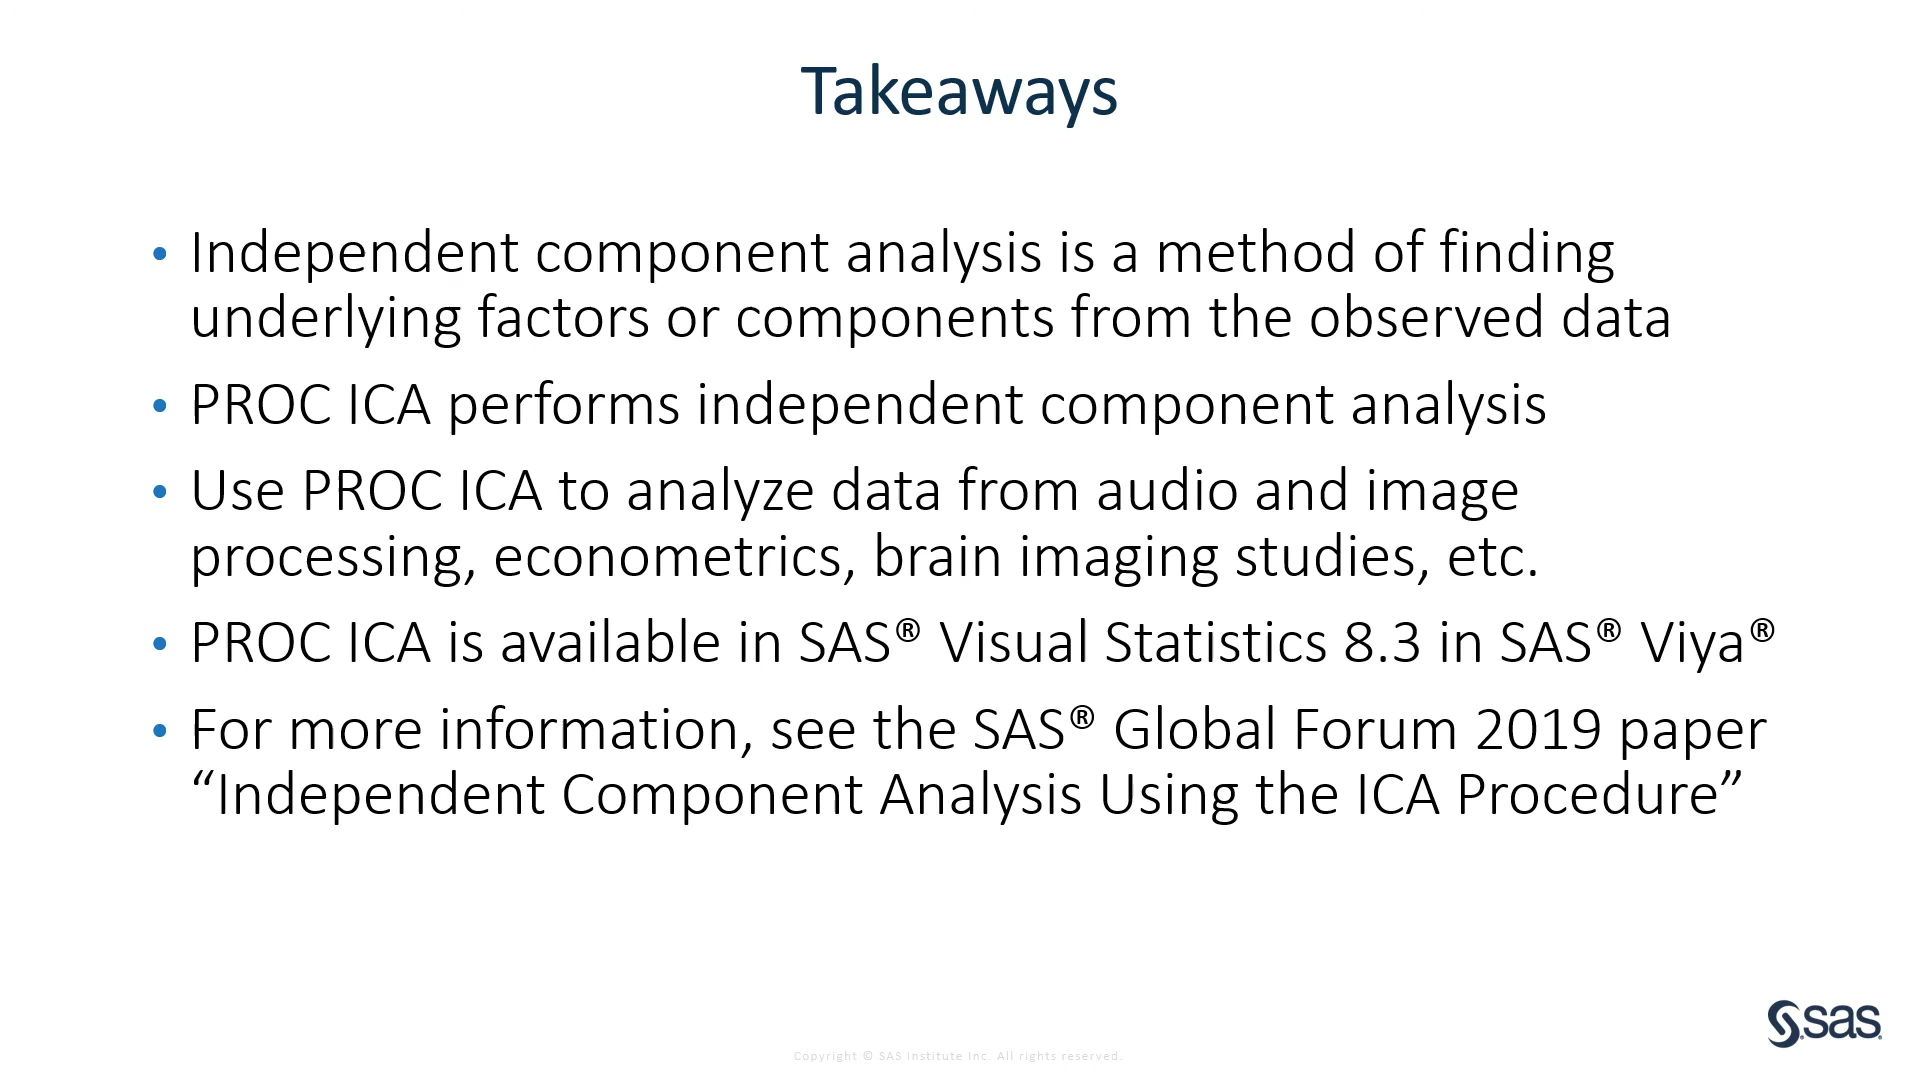 Takeaways
• Independent component analysis is a method of finding
underlying factors or components from the observed data
• PROC ICA performs independent component analysis
• Use PROC ICA to analyze data from audio and image
processing, econometrics, brain imaging studies, etc.
• PROC ICA is available in SAS® Visual Statistics 8.3 in SAS® Viya®
• For more information, see the SAS® Global Forum 2019 paper
“Independent Component Analysis Using the ICA Procedure”
sas
Copyright © SAS Institute Inc. All rights reserved.